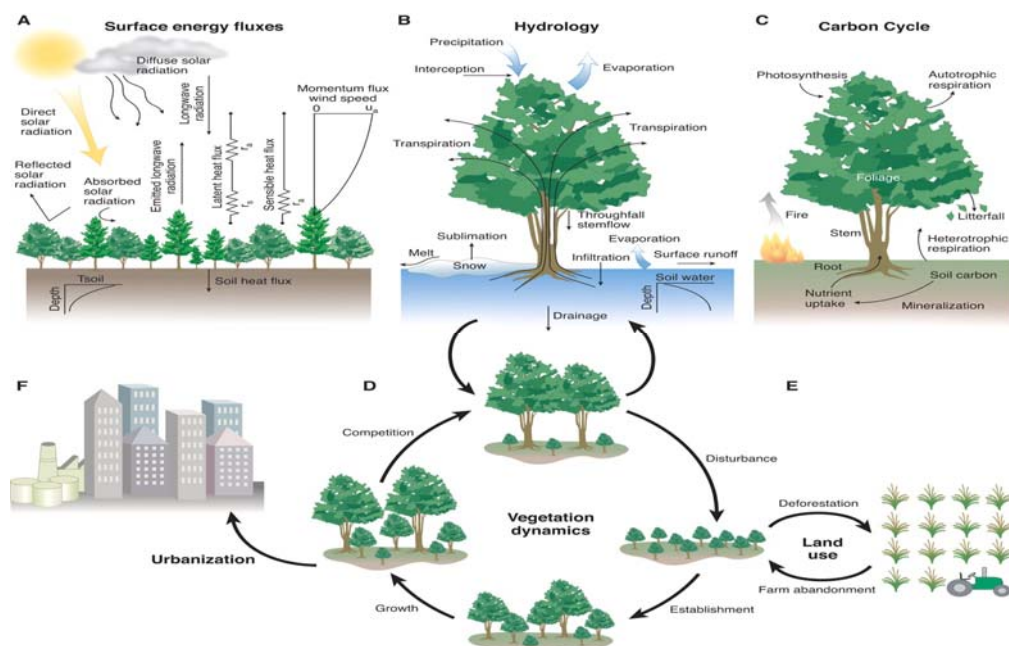 A
Surface energy fluxes
Diffuse solar
radiation
Direct
solar
radiation
Reflected
solar
radiation
Absorbed
solar
radiation
Emitted longwave
radiation
Longwave
radiation
Latent heat flux
rₐ
rₛ
Sensible heat flux
rₐ
Momentum flux
wind speed
0
uₐ
Tsoil
Depth
Soil heat flux
B
Hydrology
Precipitation
Interception
Evaporation
Transpiration
Transpiration
Throughfall
stemflow
Sublimation
Evaporation
Melt
Snow
Infiltration
Surface runoff
Soil water
Depth
Drainage
C
Carbon Cycle
Photosynthesis
Autotrophic
respiration
Foliage
Fire
Stem
Litterfall
Heterotrophic
respiration
Root
Soil carbon
Nutrient
uptake
Mineralization
F
D
E
Competition
Disturbance
Deforestation
Vegetation
dynamics
Land
use
Urbanization
Farm abandonment
Growth
Establishment